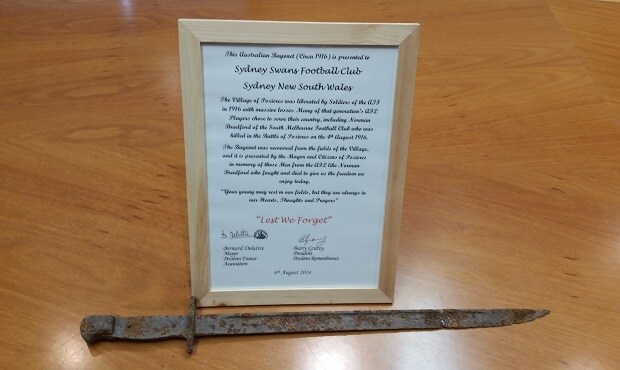 This Australian Bayonet (Circa 1916) is presented to
Sydney Swans Football Club
Sydney New South Wales
The Village of Pozieres was liberated by Soldiers of the AIF
in 1916 with massive losses. Many of that generation's AFL
Players chose to serve their country, including Norman
Bradford of the South Melbourne Football Club who was
killed in the Battle of Pozieres on the 4th August 1916.
The Bayonet was recovered from the fields of the Village,
and it is presented by the Mayor and Citizens of Pozieres
in memory of those Men from the AFL like Norman
Bradford who fought and died to give us the freedom we
enjoy today.
"Your young may rest in our fields, but they are always in
our Hearts, Thoughts and Prayers"
"Lest We Forget"
Bernard Delattre
Mayor
Pozieres France
Association
Barry Gracey
President
Pozieres Remembrance
6th August 2014